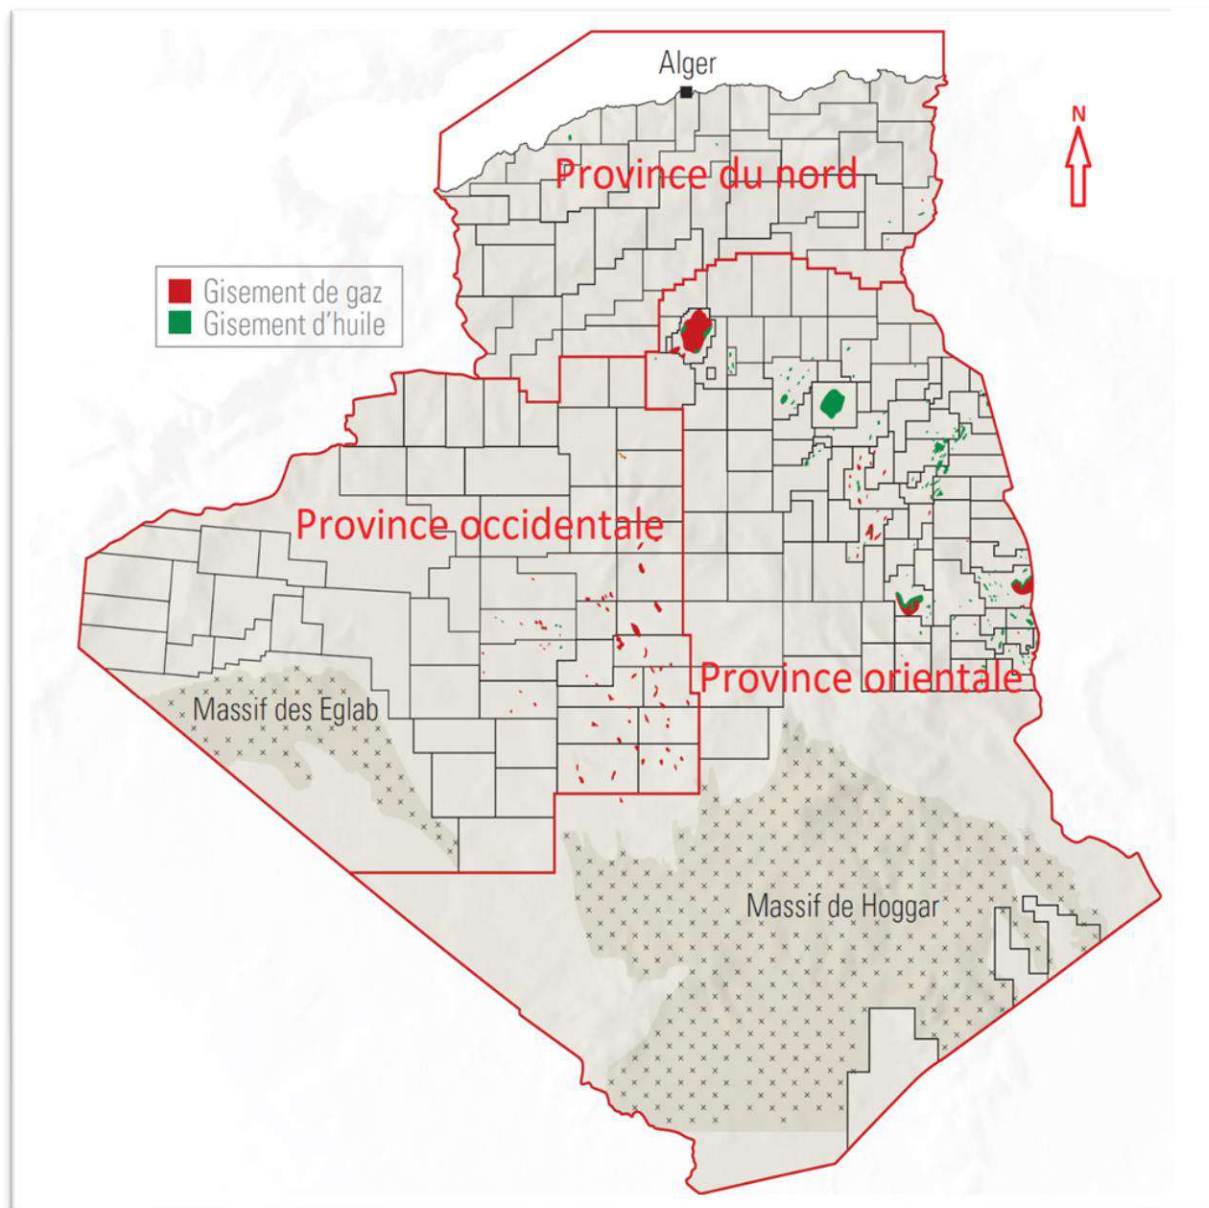 Alger
N
Province du nord
Gisement de gaz
Gisement d'huile
Province occidentale
Province orientale
Massif des Eglab
Massif de Hoggar